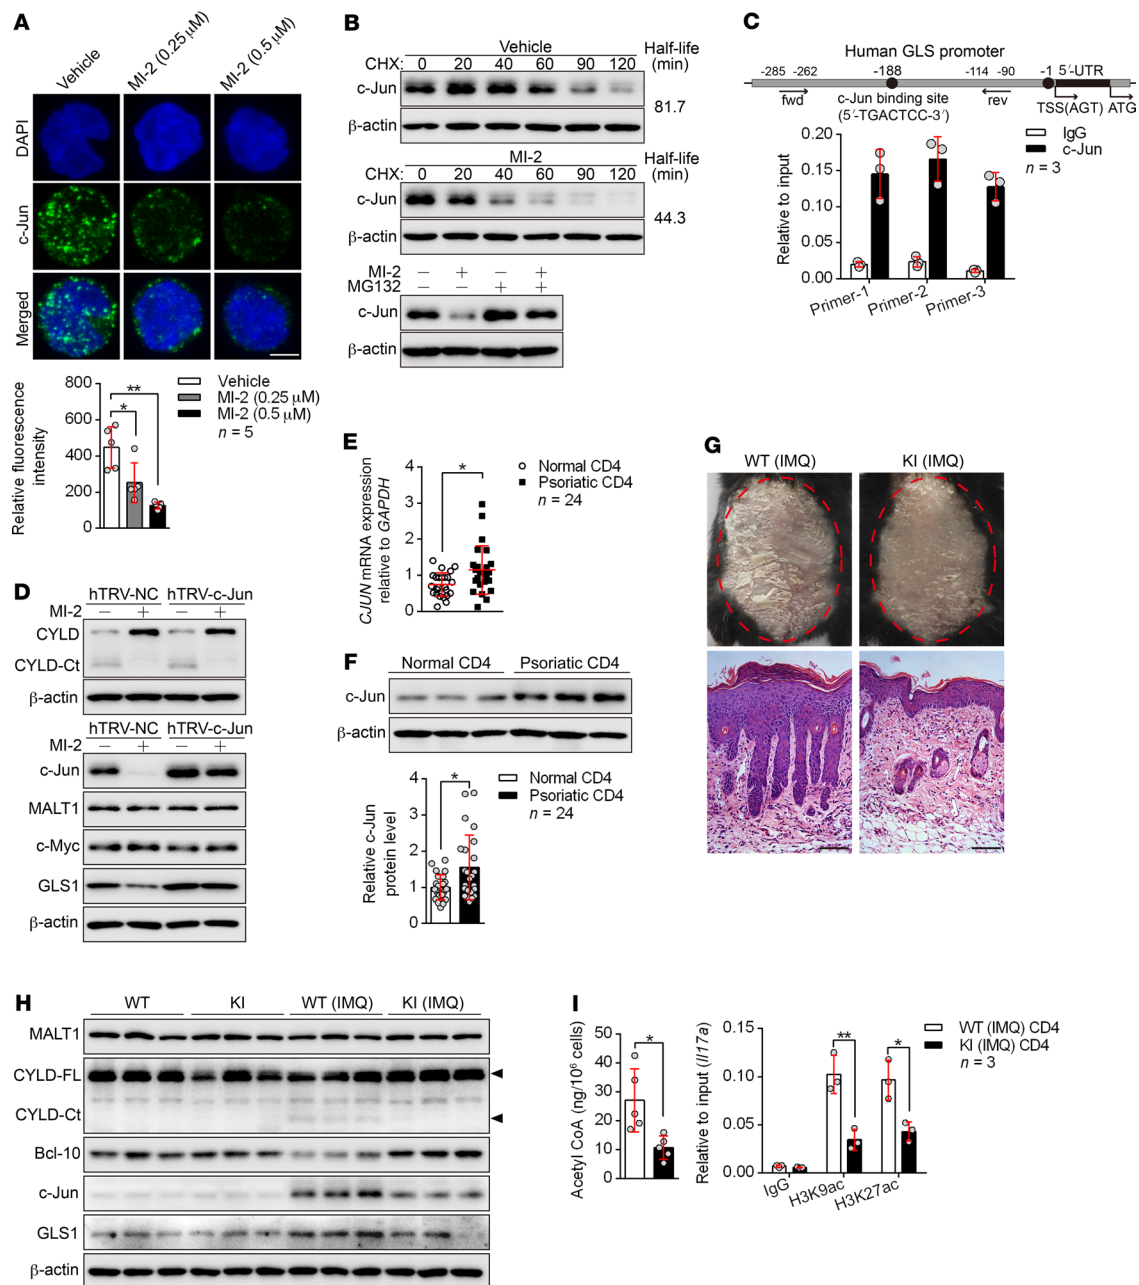 A
Vehicle
MI-2 (0.25 μM)
MI-2 (0.5 μM)
DAPI
c-Jun
Merged
Relative fluorescence
intensity
800
600
400
200
0
**
*
Vehicle
MI-2 (0.25 μM)
MI-2 (0.5 μM)
n = 5
B
Vehicle
Half-life
(min)
CHX: 0 20 40 60 90 120
c-Jun
81.7
β-actin
MI-2
Half-life
(min)
CHX: 0 20 40 60 90 120
c-Jun
44.3
β-actin
MI-2 – + – +
MG132 – – + +
c-Jun
β-actin
C
Human GLS promoter
-285 -262 -188 -114 -90 -1 5′-UTR
fwd c-Jun binding site rev TSS(AGT) ATG
(5′-TGACTCC-3′)
Relative to input
0.20
0.15
0.10
0.05
0.00
Primer-1
Primer-2
Primer-3
IgG
c-Jun
n = 3
D
hTRV-NC hTRV-c-Jun
MI-2 – + – +
CYLD
CYLD-Ct
β-actin
hTRV-NC hTRV-c-Jun
MI-2 – + – +
c-Jun
MALT1
c-Myc
GLS1
β-actin
E
CJUN mRNA expression
relative to GAPDH
4
3
2
1
0
*
Normal CD4
Psoriatic CD4
n = 24
F
Normal CD4 Psoriatic CD4
c-Jun
β-actin
Relative c-Jun
protein level
4
3
2
1
0
*
Normal CD4
Psoriatic CD4
n = 24
G
WT (IMQ) KI (IMQ)
H
WT KI WT (IMQ) KI (IMQ)
MALT1
CYLD-FL
CYLD-Ct
Bcl-10
c-Jun
GLS1
β-actin
I
Acetyl CoA (ng/10⁶ cells)
50
40
30
20
10
0
*
Relative to input (Il17a)
0.15
0.10
0.05
0.00
**
*
IgG
H3K9ac
H3K27ac
WT (IMQ) CD4
KI (IMQ) CD4
n = 3